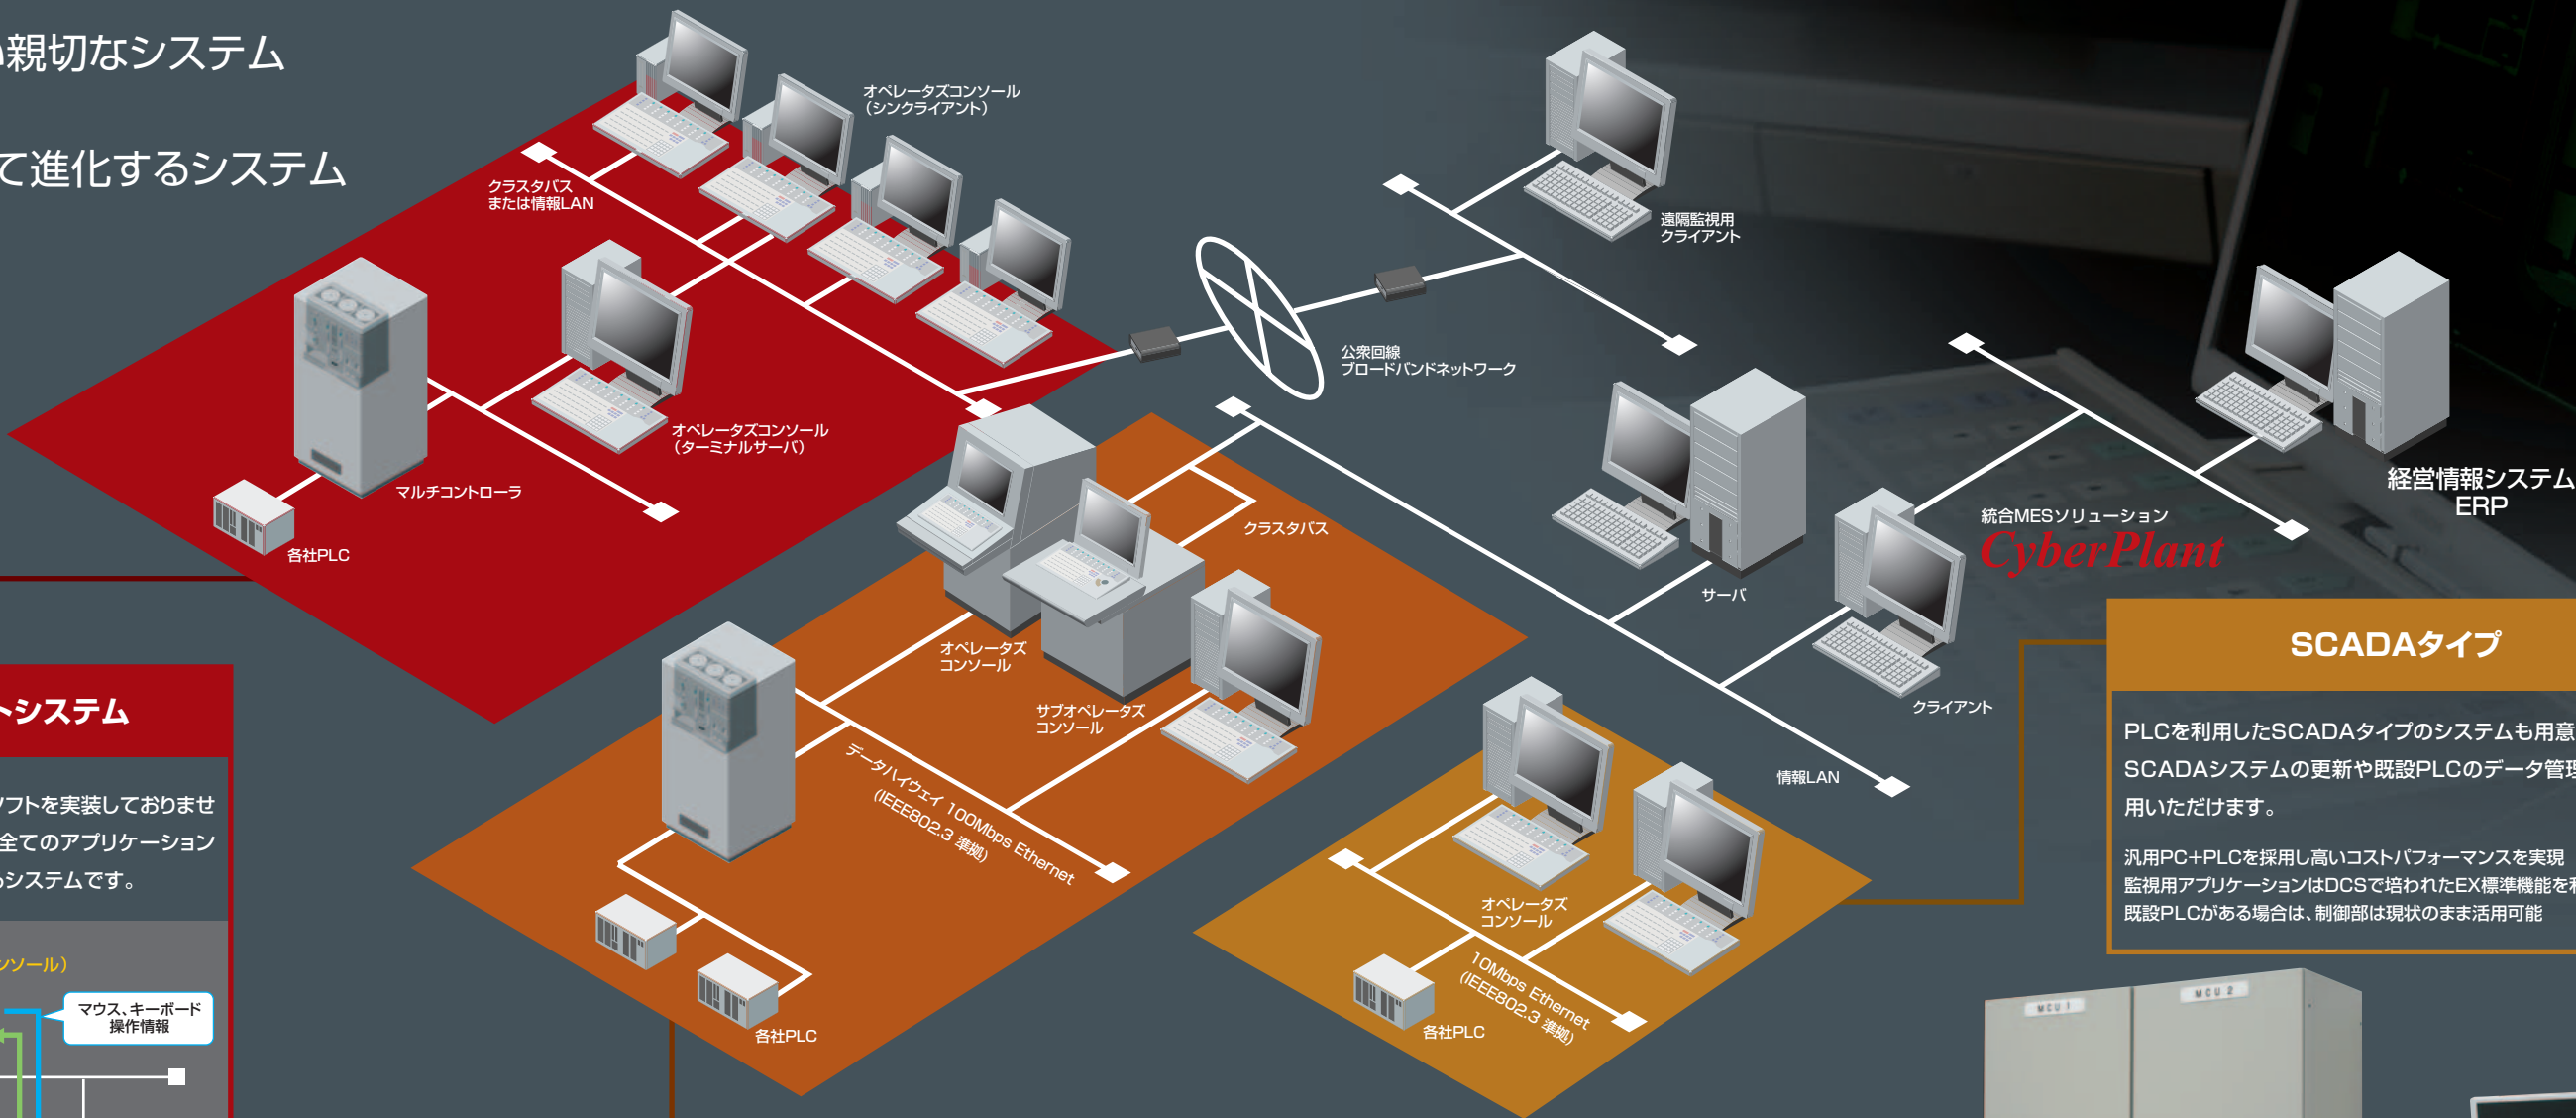 い親切なシステム
て進化するシステム
オペレータズコンソール
（シンクライアント）
クラスタバス
または情報LAN
遠隔監視用
クライアント
公衆回線
ブロードバンドネットワーク
オペレータズコンソール
（ターミナルサーバ）
マルチコントローラ
各社PLC
クラスタバス
経営情報システム
ERP
統合MESソリューション
CyberPlant
サーバ
クライアント
情報LAN
オペレータズ
コンソール
サブオペレータズ
コンソール
データハイウェイ 100Mbps Ethernet
(IEEE802.3 準拠)
各社PLC
オペレータズ
コンソール
10Mbps Ethernet
(IEEE802.3 準拠)
各社PLC
トシステム
ソフトを実装しておりませ
全てのアプリケーション
るシステムです。
ンソール）
マウス、キーボード
操作情報
SCADAタイプ
PLCを利用したSCADAタイプのシステムも用意
SCADAシステムの更新や既設PLCのデータ管理
用いただけます。
汎用PC+PLCを採用し高いコストパフォーマンスを実現
監視用アプリケーションはDCSで培われたEX標準機能を利
既設PLCがある場合は、制御部は現状のまま活用可能
MCU 1
MCU 2